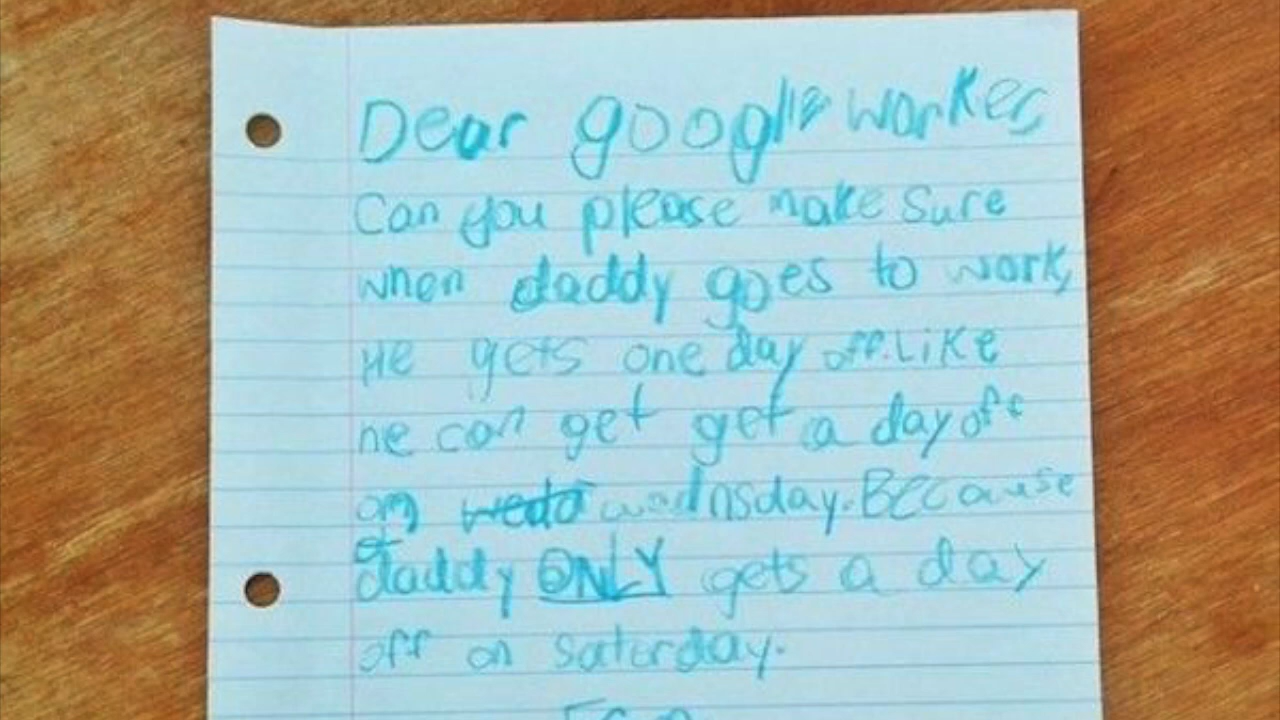 Dear google worker,
Can you please make sure
when daddy goes to work,
He gets one day off. Like
he can get get a day off
on wednsday. Because
daddy ONLY gets a day
off on saturday.